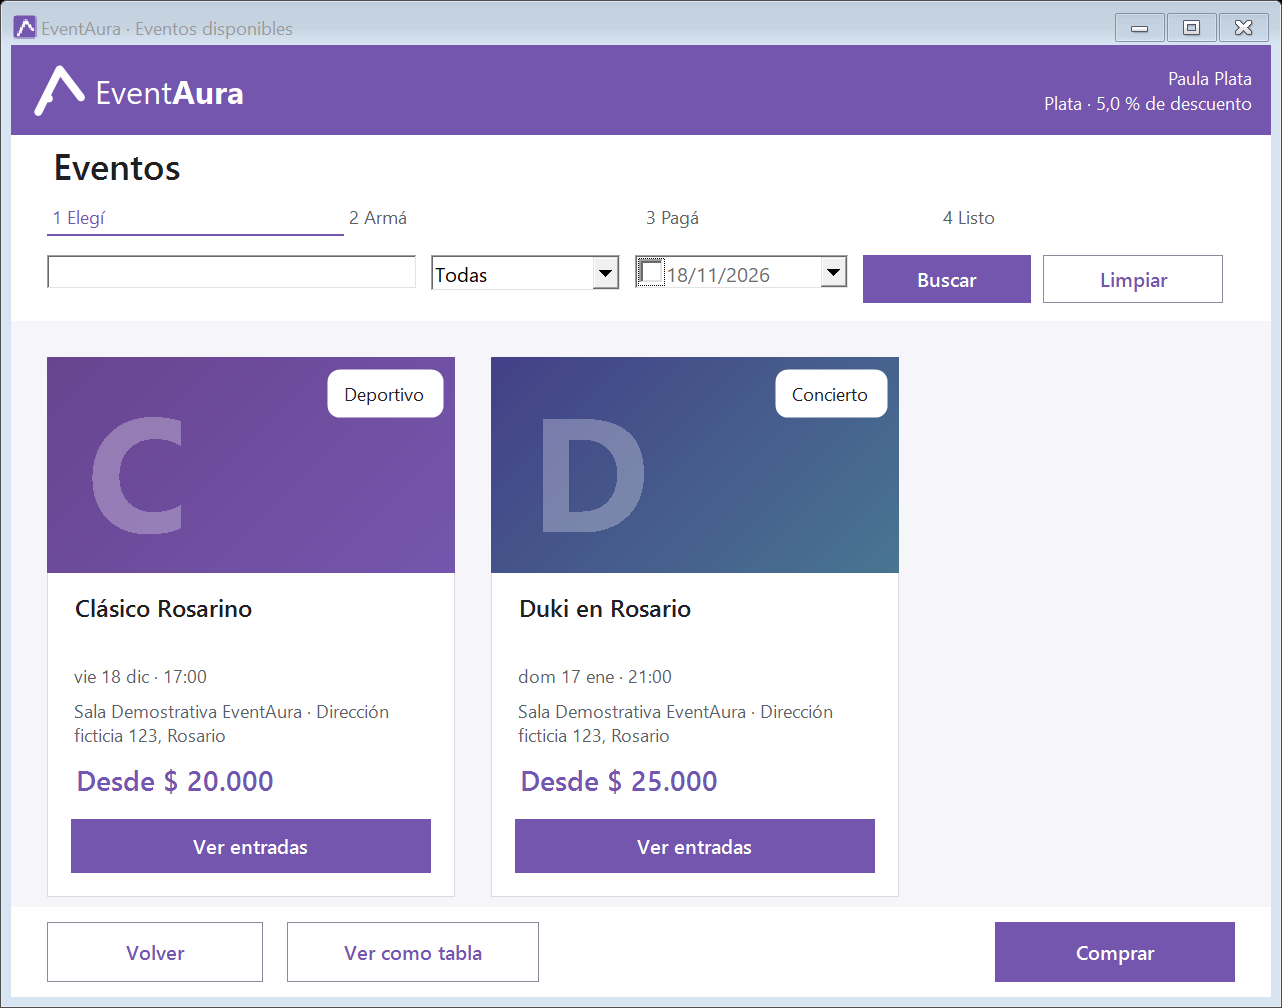 EventAura · Eventos disponibles
EventAura
Paula Plata
Plata · 5,0 % de descuento
Eventos
1 Elegí
2 Armá
3 Pagá
4 Listo
Todas
18/11/2026
Buscar
Limpiar
C
Deportivo
Clásico Rosarino
vie 18 dic · 17:00
Sala Demostrativa EventAura · Dirección
ficticia 123, Rosario
Desde $ 20.000
Ver entradas
D
Concierto
Duki en Rosario
dom 17 ene · 21:00
Sala Demostrativa EventAura · Dirección
ficticia 123, Rosario
Desde $ 25.000
Ver entradas
Volver
Ver como tabla
Comprar